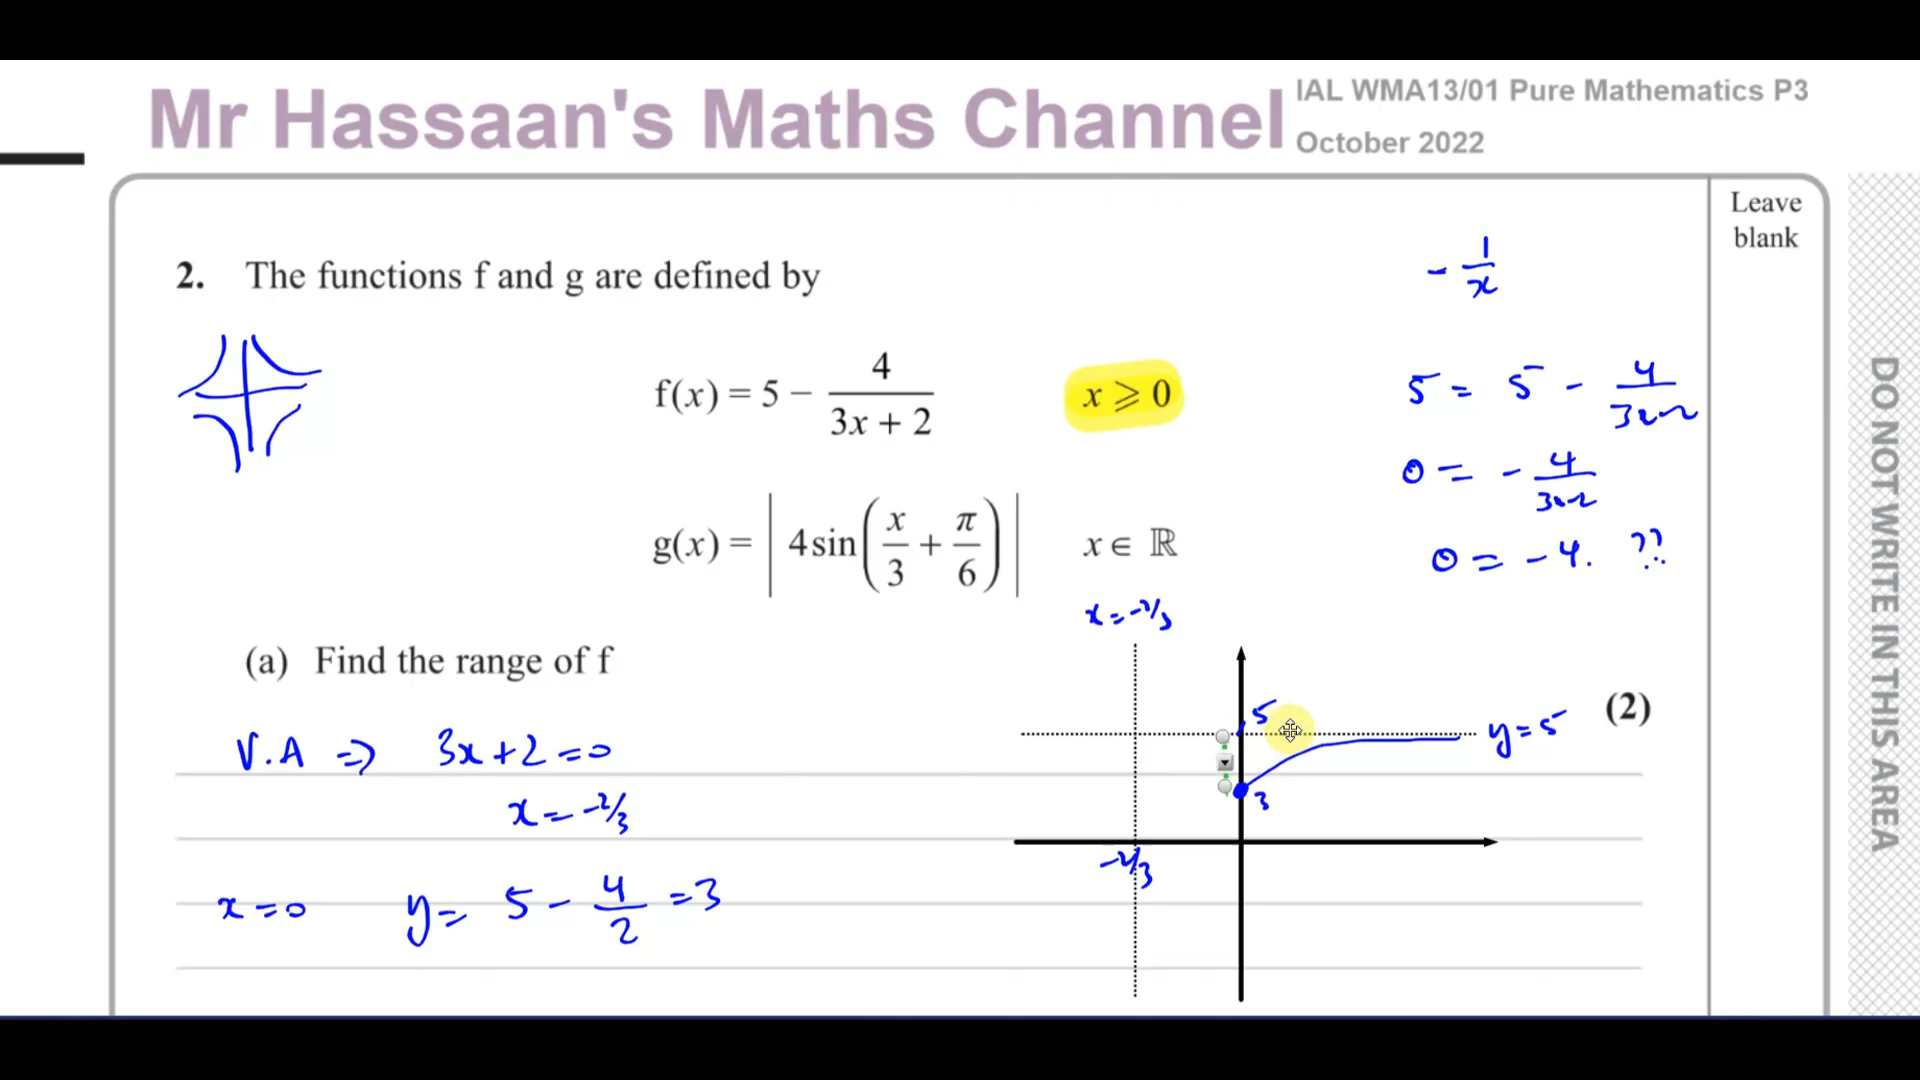 Mr Hassaan's Maths Channel
IAL WMA13/01 Pure Mathematics P3
October 2022
Leave
blank
2. The functions f and g are defined by
f(x) = 5 − 4/(3x + 2)    x ⩾ 0
g(x) = | 4sin(x/3 + π/6) |    x ∈ ℝ
(a) Find the range of f
(2)
V.A ⇒ 3x+2=0
x = -2/3
x=0    y = 5 - 4/2 = 3
- 1/x
5 = 5 - 4/(3x+2)
0 = - 4/(3x+2)
0 = -4. ??
x = -2/3
5
y=5
3
-2/3
DO NOT WRITE IN THIS AREA